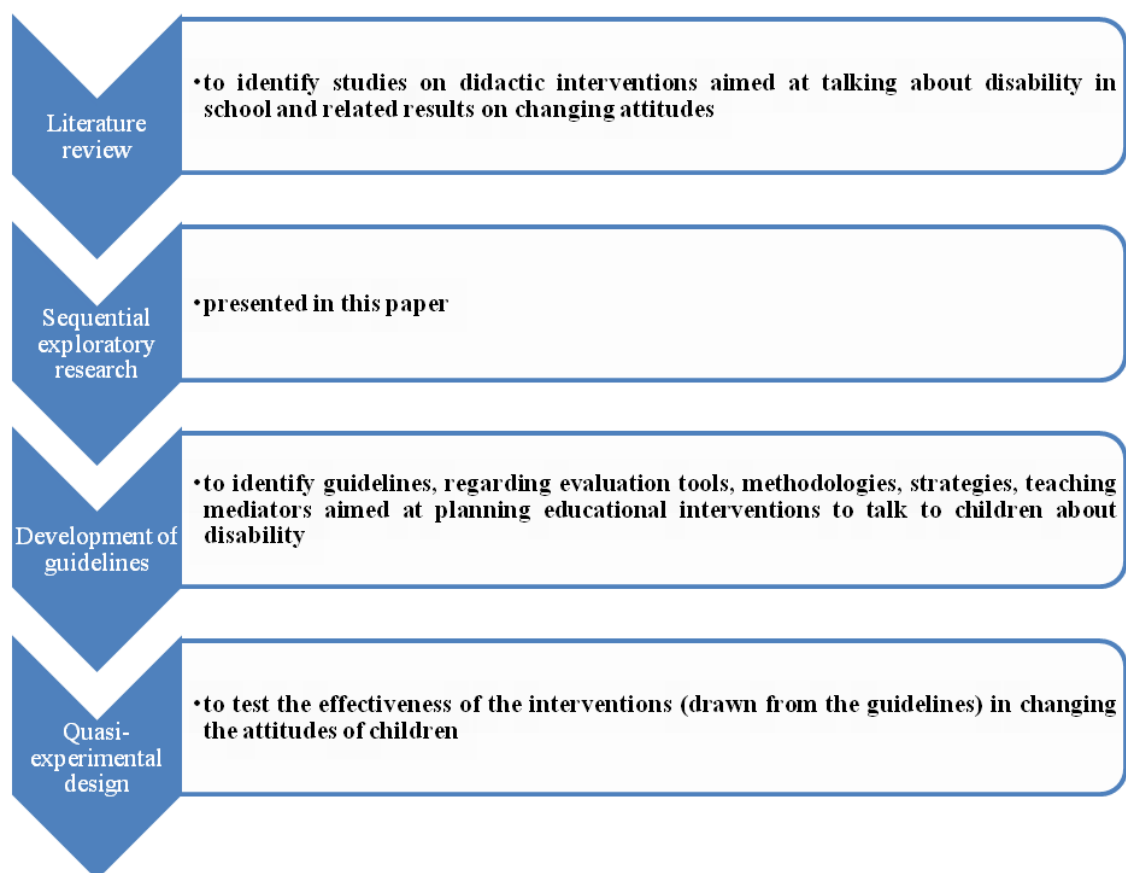 Literature
review
•to identify studies on didactic interventions aimed at talking about disability in
school and related results on changing attitudes
Sequential
exploratory
research
•presented in this paper
Development of
guidelines
•to identify guidelines, regarding evaluation tools, methodologies, strategies, teaching
mediators aimed at planning educational interventions to talk to children about
disability
Quasi-
experimental
design
•to test the effectiveness of the interventions (drawn from the guidelines) in changing
the attitudes of children